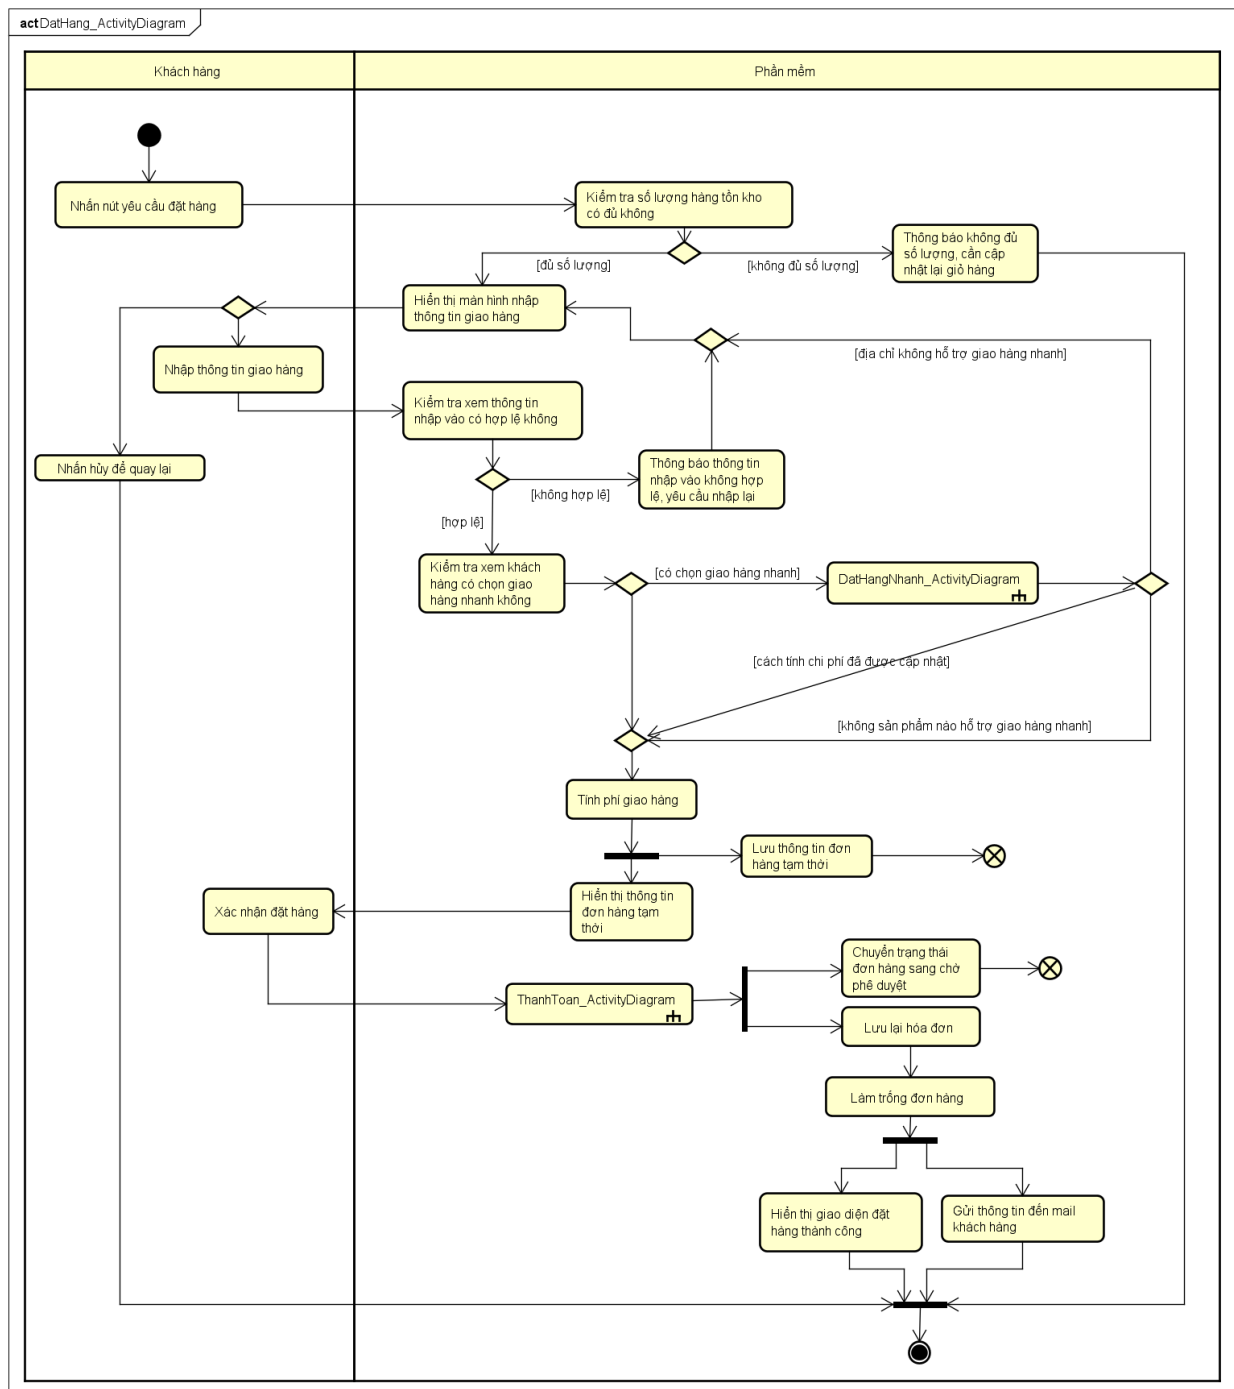 act DatHang_ActivityDiagram
Khách hàng
Phần mềm
Nhấn nút yêu cầu đặt hàng
Kiểm tra số lượng hàng tồn kho
có đủ không
Thông báo không đủ
số lượng, cần cập
nhật lại giỏ hàng
[đủ số lượng]
[không đủ số lượng]
Hiển thị màn hình nhập
thông tin giao hàng
[địa chỉ không hỗ trợ giao hàng nhanh]
Nhập thông tin giao hàng
Kiểm tra xem thông tin
nhập vào có hợp lệ không
Nhấn hủy để quay lại
Thông báo thông tin
nhập vào không hợp
lệ, yêu cầu nhập lại
[không hợp lệ]
[hợp lệ]
Kiểm tra xem khách
hàng có chọn giao
hàng nhanh không
[có chọn giao hàng nhanh]
DatHangNhanh_ActivityDiagram
[cách tính chi phí đã được cập nhật]
[không sản phẩm nào hỗ trợ giao hàng nhanh]
Tính phí giao hàng
Lưu thông tin đơn
hàng tạm thời
Xác nhận đặt hàng
Hiển thị thông tin
đơn hàng tạm
thời
Chuyển trạng thái
đơn hàng sang chờ
phê duyệt
ThanhToan_ActivityDiagram
Lưu lại hóa đơn
Làm trống đơn hàng
Hiển thị giao diện đặt
hàng thành công
Gửi thông tin đến mail
khách hàng